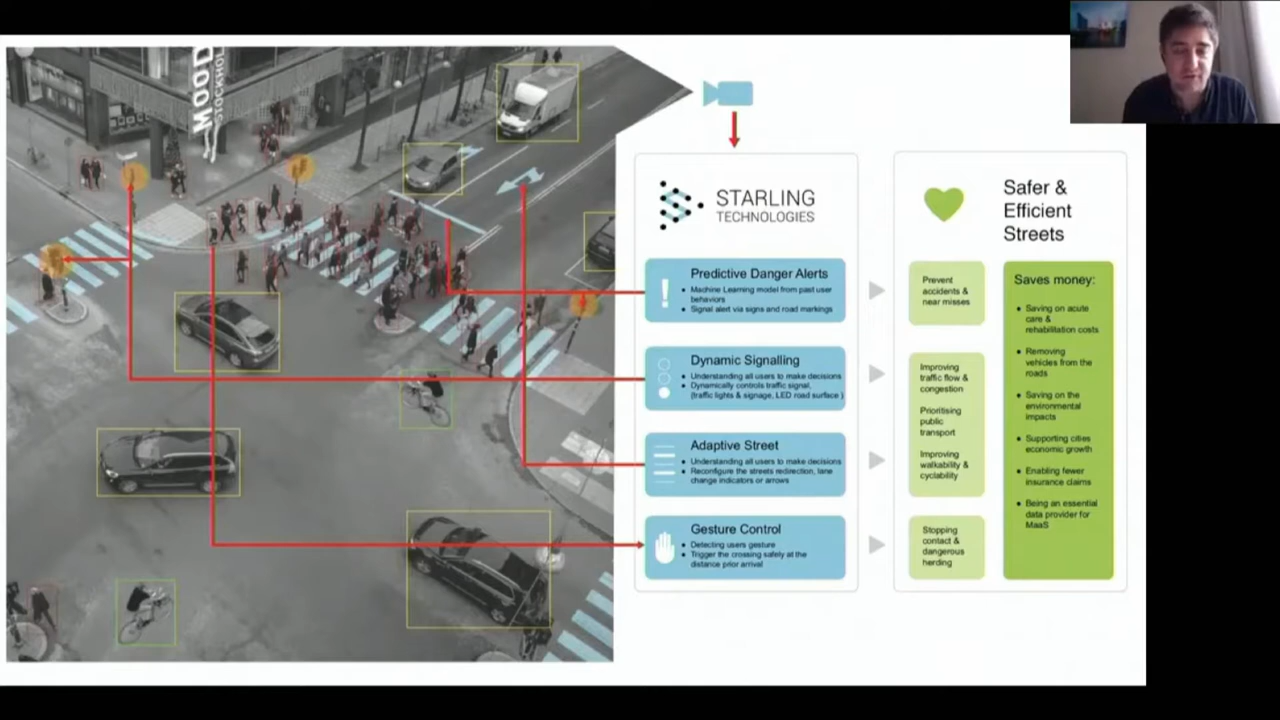 MOOD
STOCKHOL
STARLING
TECHNOLOGIES
Predictive Danger Alerts
• Machine Learning model from past user
behaviors
• Signal alert via signs and road markings
Dynamic Signalling
• Understanding all users to make decisions
• Dynamically controls traffic signal,
(traffic lights & signage, LED road surface )
Adaptive Street
• Understanding all users to make decisions
• Reconfigure the streets redirection, lane
change indicators or arrows
Gesture Control
• Detecting users gesture
• Trigger the crossing safely at the
distance prior arrival
Safer &
Efficient
Streets
Prevent
accidents &
near misses
Improving
traffic flow &
congestion
Prioritising
public
transport
Improving
walkability &
cyclability
Stopping
contact &
dangerous
herding
Saves money:
• Saving on acute
care &
rehabilitation costs
• Removing
vehicles from the
roads
• Saving on the
environmental
impacts
• Supporting cities
economic growth
• Enabling fewer
insurance claims
• Being an essential
data provider for
MaaS